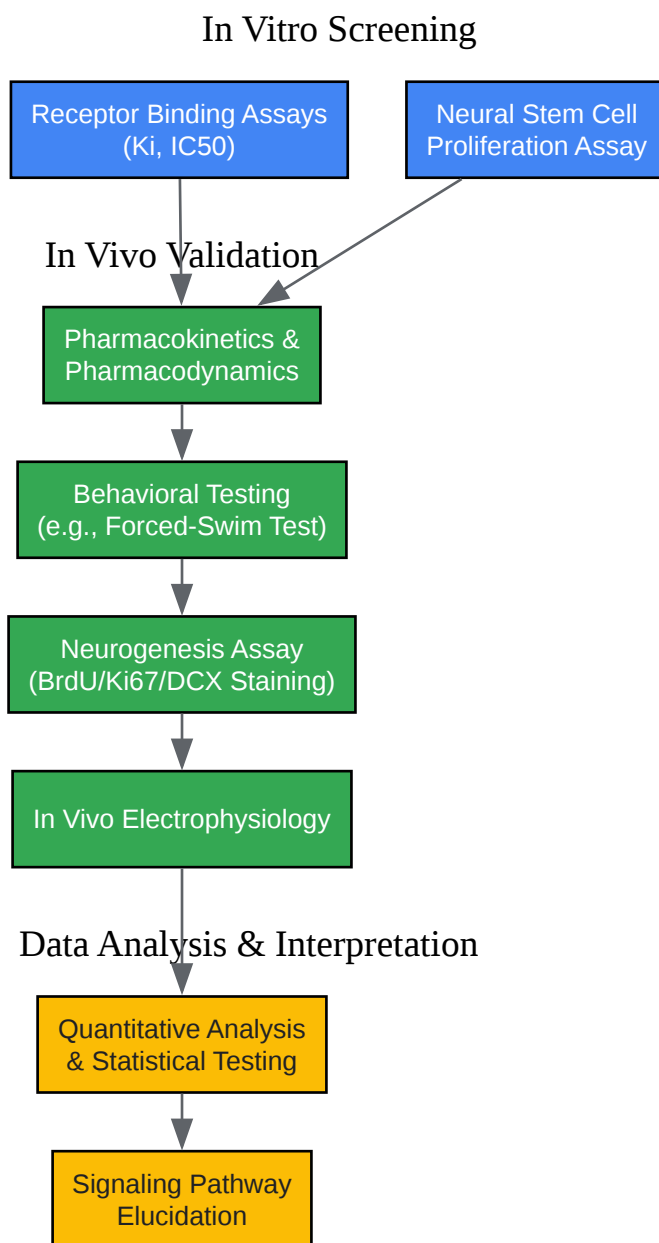 In Vitro Screening
Receptor Binding Assays
(Ki, IC50)
Neural Stem Cell
Proliferation Assay
In Vivo Validation
Pharmacokinetics &
Pharmacodynamics
Behavioral Testing
(e.g., Forced-Swim Test)
Neurogenesis Assay
(BrdU/Ki67/DCX Staining)
In Vivo Electrophysiology
Data Analysis & Interpretation
Quantitative Analysis
& Statistical Testing
Signaling Pathway
Elucidation